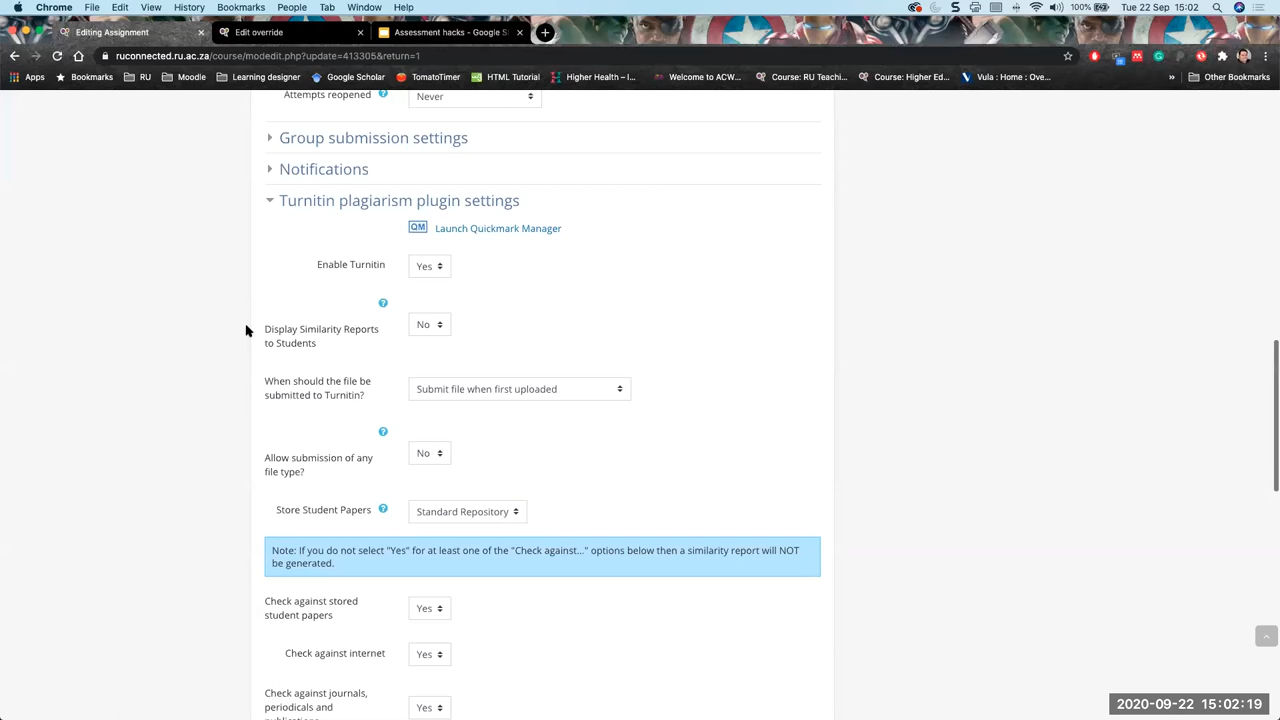 Chrome File Edit View History Bookmarks People Tab Window Help
100% Tue 22 Sep 15:02
Editing Assignment
Edit override
Assessment hacks - Google Sl
ruconnected.ru.ac.za/course/modedit.php?update=413305&return=1
Apps Bookmarks RU Moodle Learning designer Google Scholar TomatoTimer HTML Tutorial Higher Health – I... Welcome to ACW... Course: RU Teachi... Course: Higher Ed... Vula : Home : Ove... » Other Bookmarks
Attempts reopened Never
Group submission settings
Notifications
Turnitin plagiarism plugin settings
QM Launch Quickmark Manager
Enable Turnitin Yes
Display Similarity Reports
to Students
No
When should the file be
submitted to Turnitin?
Submit file when first uploaded
Allow submission of any
file type?
No
Store Student Papers Standard Repository
Note: If you do not select "Yes" for at least one of the "Check against..." options below then a similarity report will NOT
be generated.
Check against stored
student papers
Yes
Check against internet Yes
Check against journals,
periodicals and
publications
Yes
2020-09-22 15:02:19